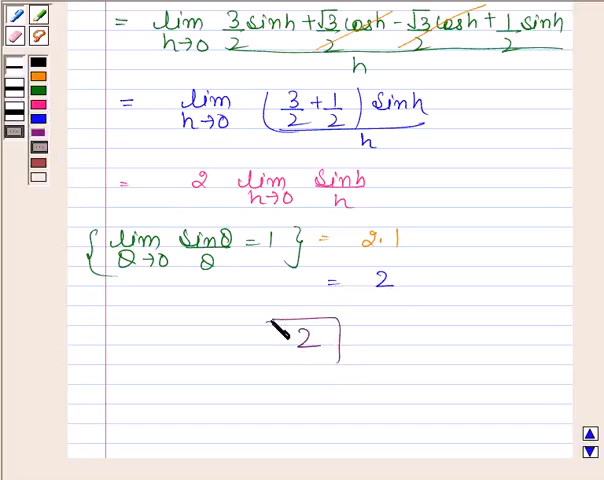 = lim h→0 (3/2 sinh + √3/2 cosh - √3/2 cosh + 1/2 sinh) / h
= lim h→0 (3/2 + 1/2) sinh / h
= 2 lim h→0 sinh / h
{ lim θ→0 sinθ / θ = 1 } = 2.1
= 2
2